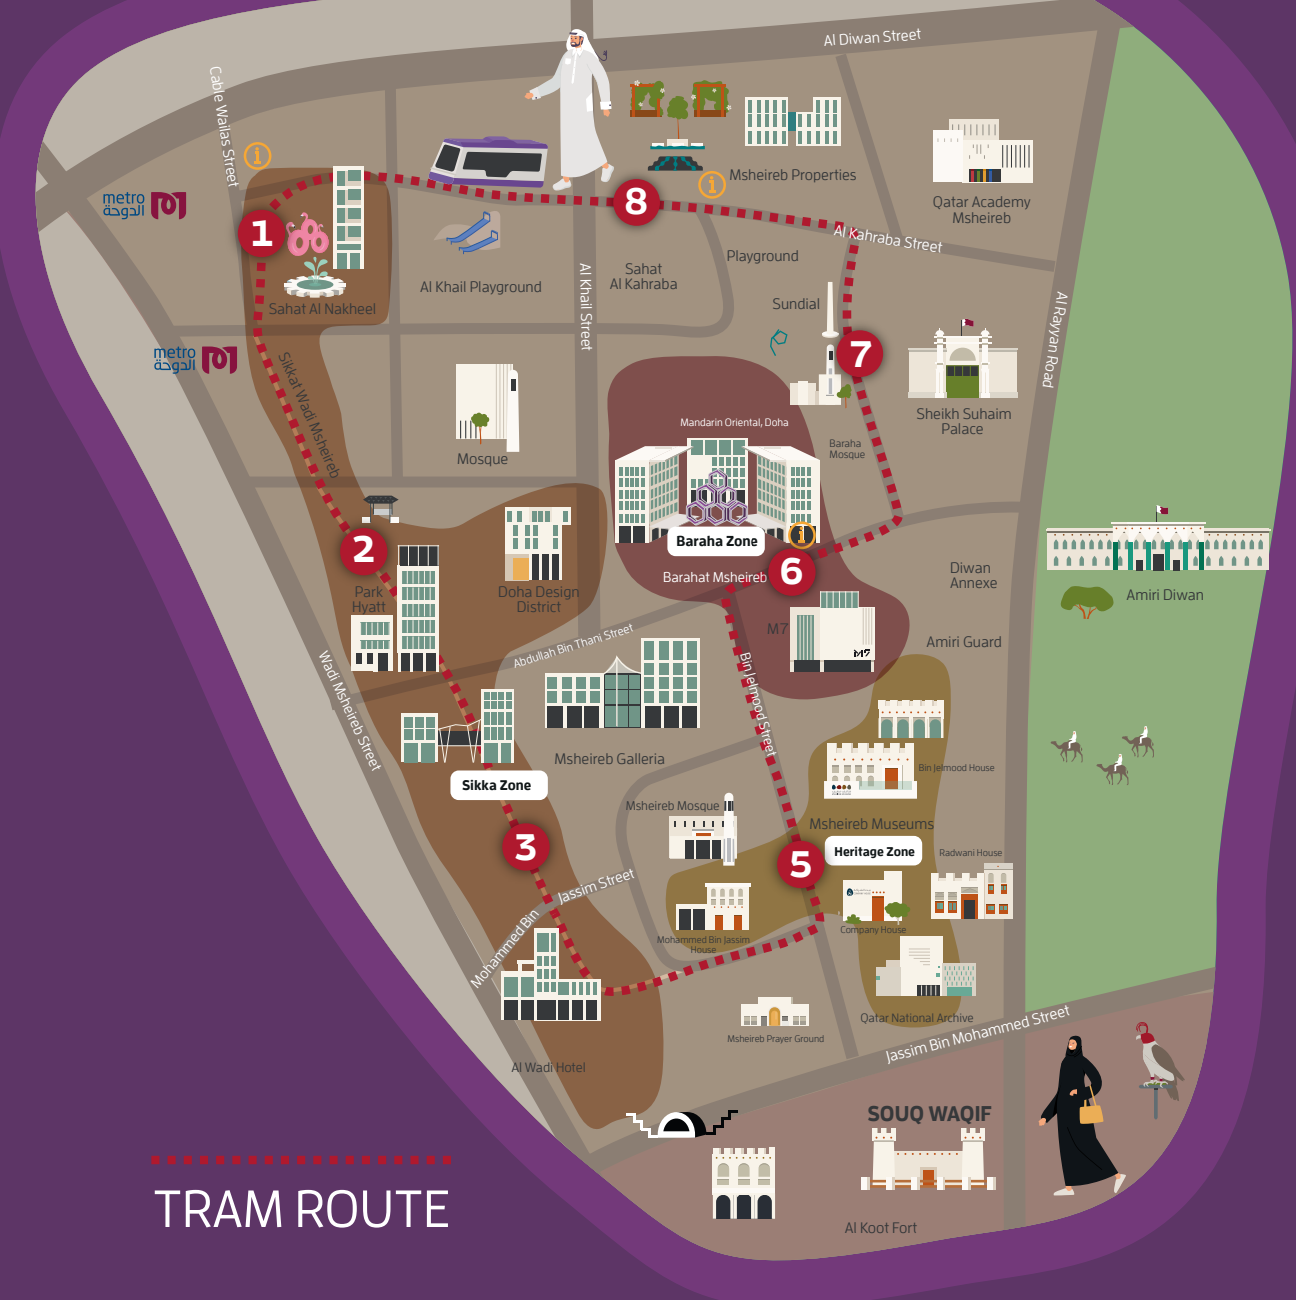 Al Diwan Street
Cable Wailas Street
metro
الدوحة
Msheireb Properties
Qatar Academy
Msheireb
1
8
Al Kahraba Street
Playground
Sahat
Al Kahraba
Al Khail Playground
Al Khail Street
Sahat Al Nakheel
Sundial
Al Rayyan Road
metro
الدوحة
Sikkat Wadi Msheireb
7
Sheikh Suhaim
Palace
Mandarin Oriental, Doha
Baraha
Mosque
Mosque
Baraha Zone
2
Barahat Msheireb
6
Diwan
Annexe
Park
Hyatt
Doha Design
District
Amiri Diwan
M7
M7
Amiri Guard
Abdullah Bin Thani Street
Wadi Msheireb Street
Bin Jelmood Street
Msheireb Galleria
Bin Jelmood House
Sikka Zone
Msheireb Mosque
Msheireb Museums
3
5
Heritage Zone
Radwani House
Mohammed Bin
Jassim Street
Company House
Mohammed Bin Jassim
House
Qatar National Archive
Msheireb Prayer Ground
Jassim Bin Mohammed Street
Al Wadi Hotel
SOUQ WAQIF
TRAM ROUTE
Al Koot Fort